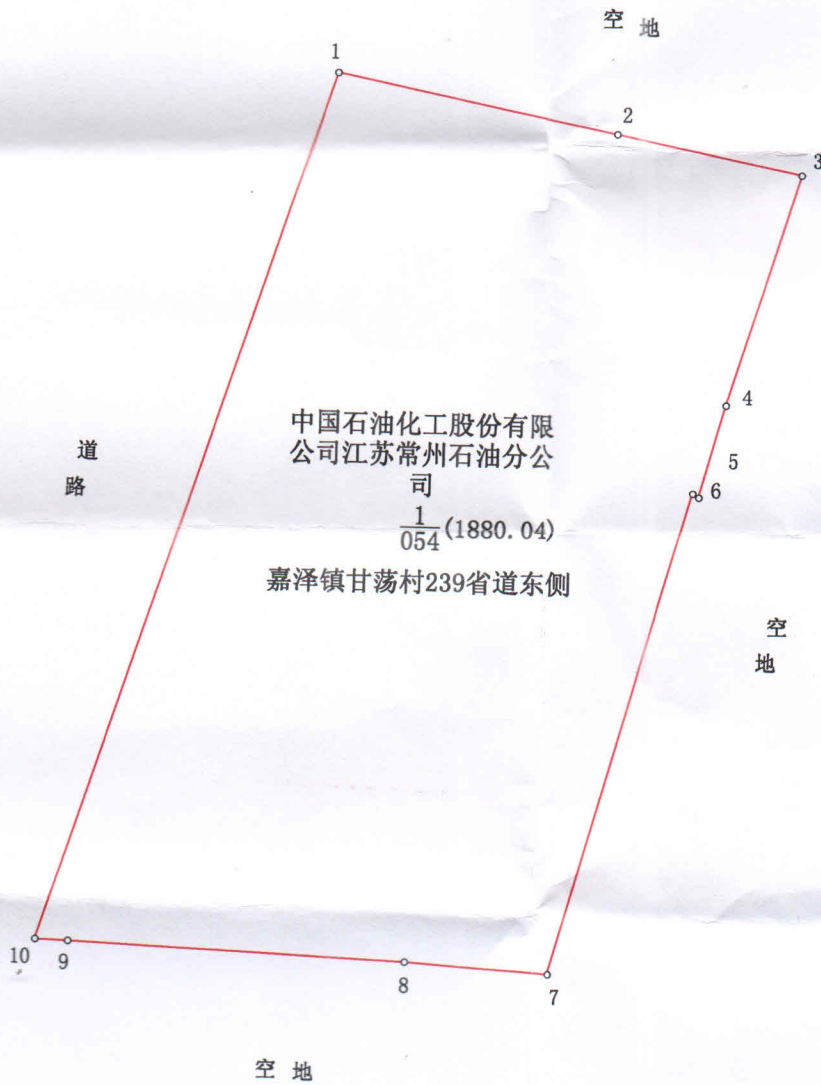 空 地
1
2
3
4
中国石油化工股份有限
公司江苏常州石油分公
司
道
路
5
6
1
054
(1880.04)
嘉泽镇甘荡村239省道东侧
空
地
10
9
8
7
空 地